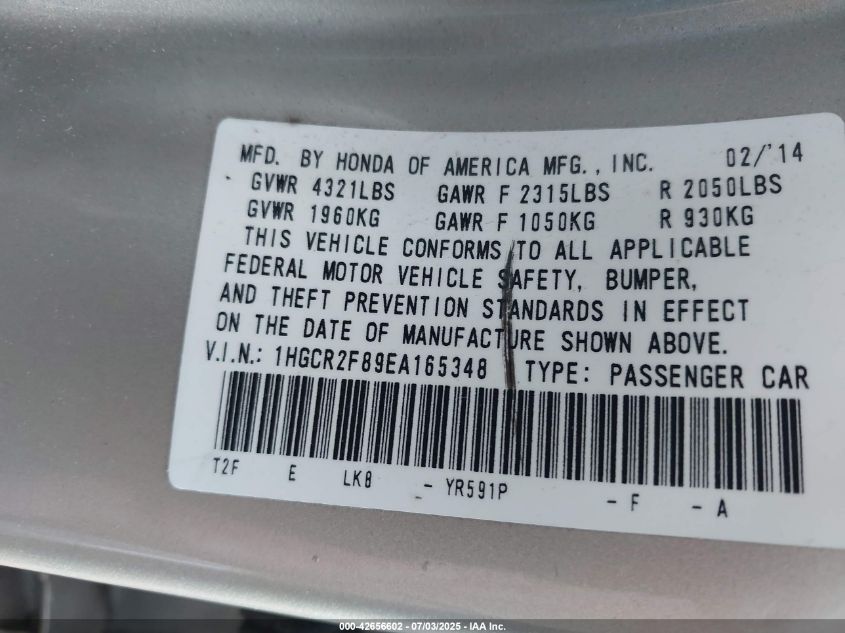 MFD. BY HONDA OF AMERICA MFG., INC. 02/'14
GVWR 4321LBS GAWR F 2315LBS R 2050LBS
GVWR 1960KG GAWR F 1050KG R 930KG
THIS VEHICLE CONFORMS TO ALL APPLICABLE
FEDERAL MOTOR VEHICLE SAFETY, BUMPER,
AND THEFT PREVENTION STANDARDS IN EFFECT
ON THE DATE OF MANUFACTURE SHOWN ABOVE.
V.I.N.: 1HGCR2F89EA165348 TYPE: PASSENGER CAR
T2F E LK8 - YR591P - F - A
000-42656602 - 07/03/2025 - IAA Inc.